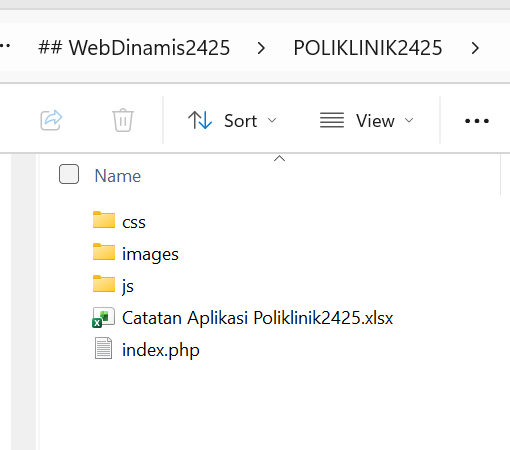 ## WebDinamis2425 > POLIKLINIK2425 >
Sort View
Name
css
images
js
Catatan Aplikasi Poliklinik2425.xlsx
index.php